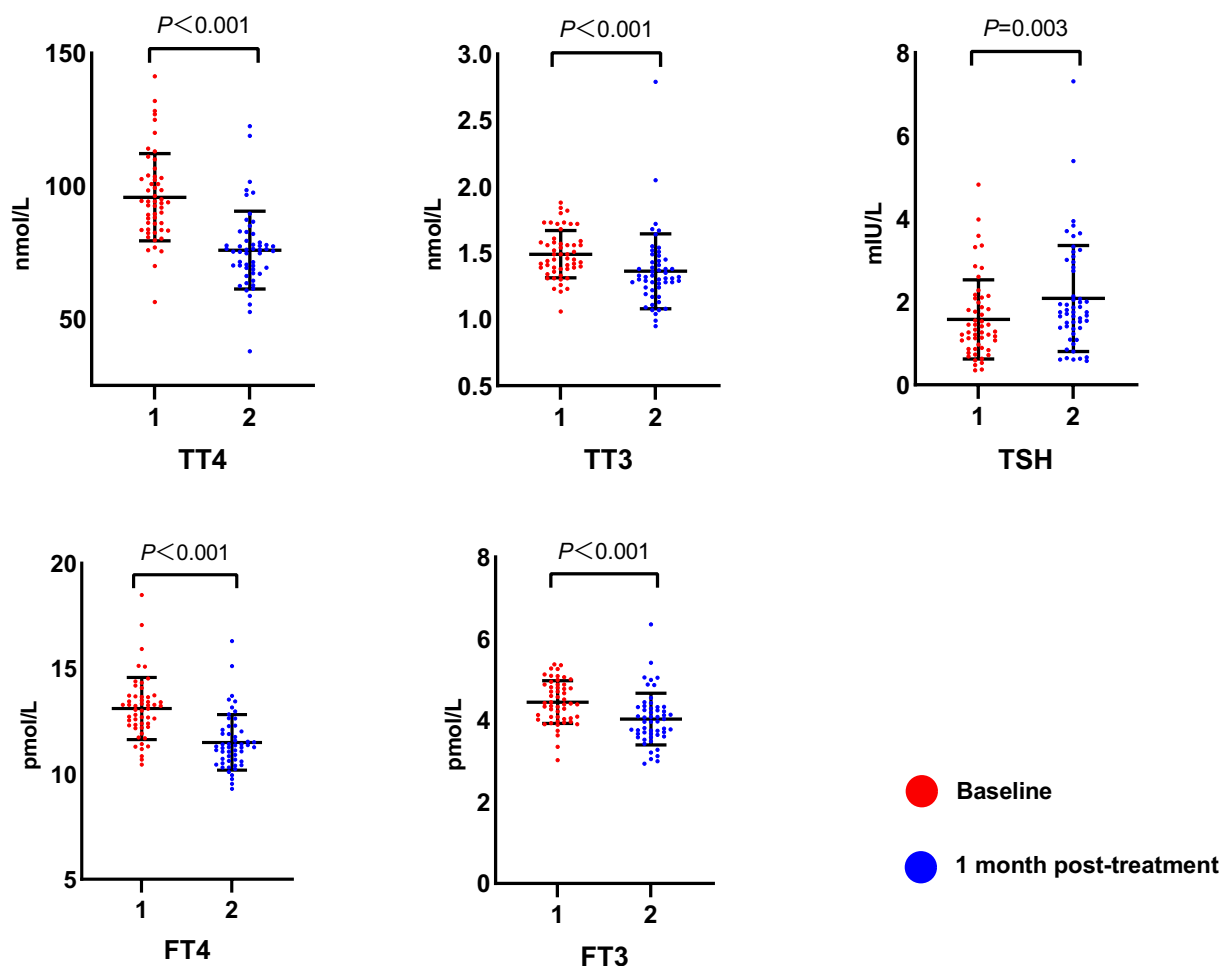 P<0.001
150
100
50
nmol/L
1 2
TT4
P<0.001
3.0
2.5
2.0
1.5
1.0
0.5
nmol/L
1 2
TT3
P=0.003
8
6
4
2
0
mIU/L
1 2
TSH
P<0.001
20
15
10
5
pmol/L
1 2
FT4
P<0.001
8
6
4
2
0
pmol/L
1 2
FT3
Baseline
1 month post-treatment